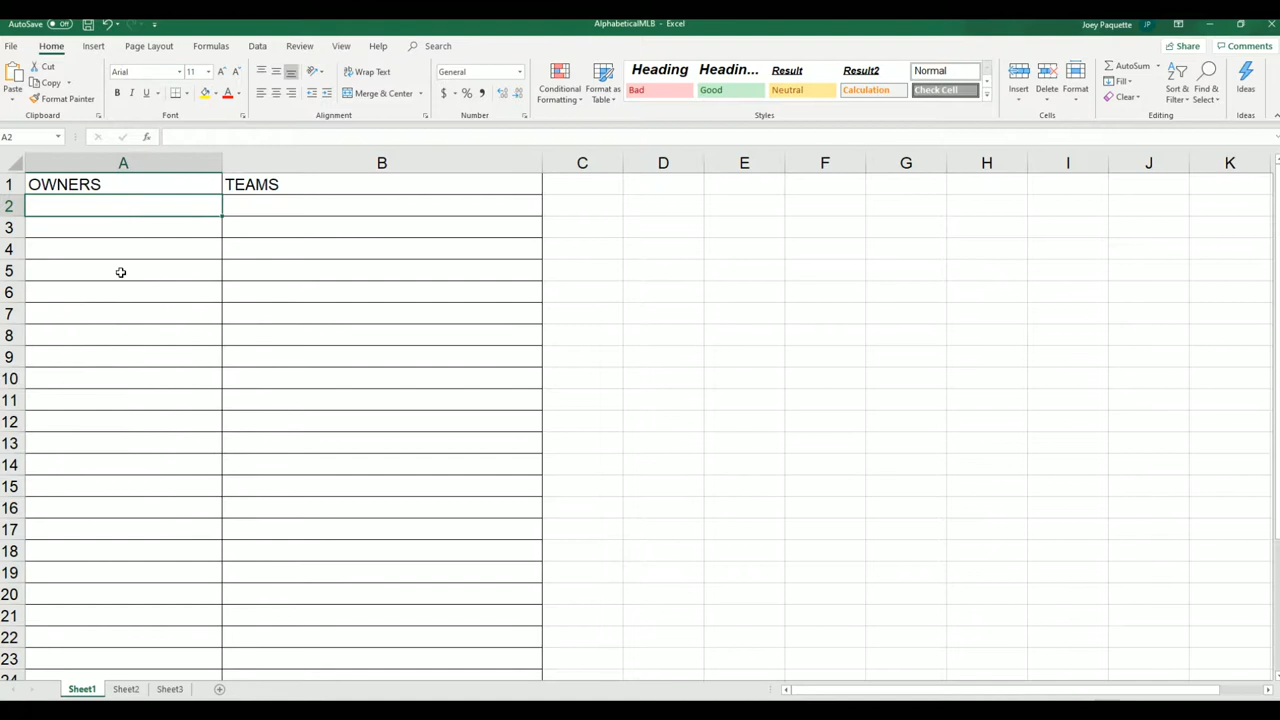 AutoSave Off
AlphabeticalMLB - Excel
Joey Paquette JP
File Home Insert Page Layout Formulas Data Review View Help Search
Share Comments
Paste
Cut
Copy
Format Painter
Clipboard
Arial 11
B I U
Font
Wrap Text
Merge & Center
Alignment
General
$ % 9
Number
Conditional
Formatting
Format as
Table
Heading Headin... Result Result2 Normal
Bad Good Neutral Calculation Check Cell
Styles
Insert Delete Format
Cells
AutoSum
Fill
Clear
Sort &
Filter
Find &
Select
Editing
Ideas
Ideas
A2
fx
A B C D E F G H I J K
1 OWNERS TEAMS
2
3
4
5
6
7
8
9
10
11
12
13
14
15
16
17
18
19
20
21
22
23
24
Sheet1 Sheet2 Sheet3